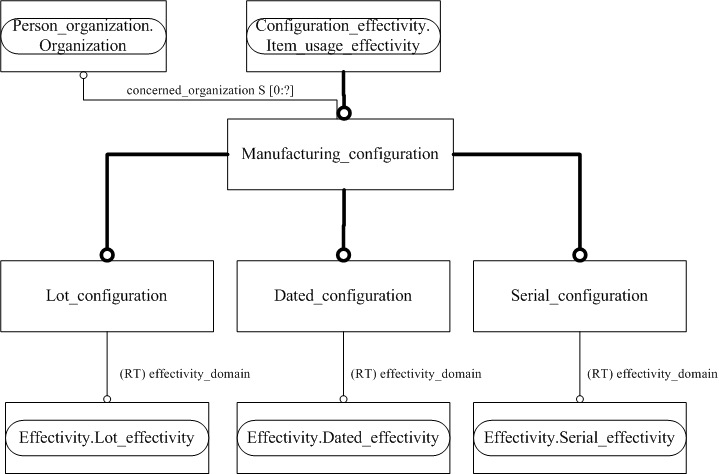 Person_organization.
Organization
Configuration_effectivity.
Item_usage_effectivity
concerned_organization S [0:?]
Manufacturing_configuration
Lot_configuration
Dated_configuration
Serial_configuration
(RT) effectivity_domain
(RT) effectivity_domain
(RT) effectivity_domain
Effectivity.Lot_effectivity
Effectivity.Dated_effectivity
Effectivity.Serial_effectivity